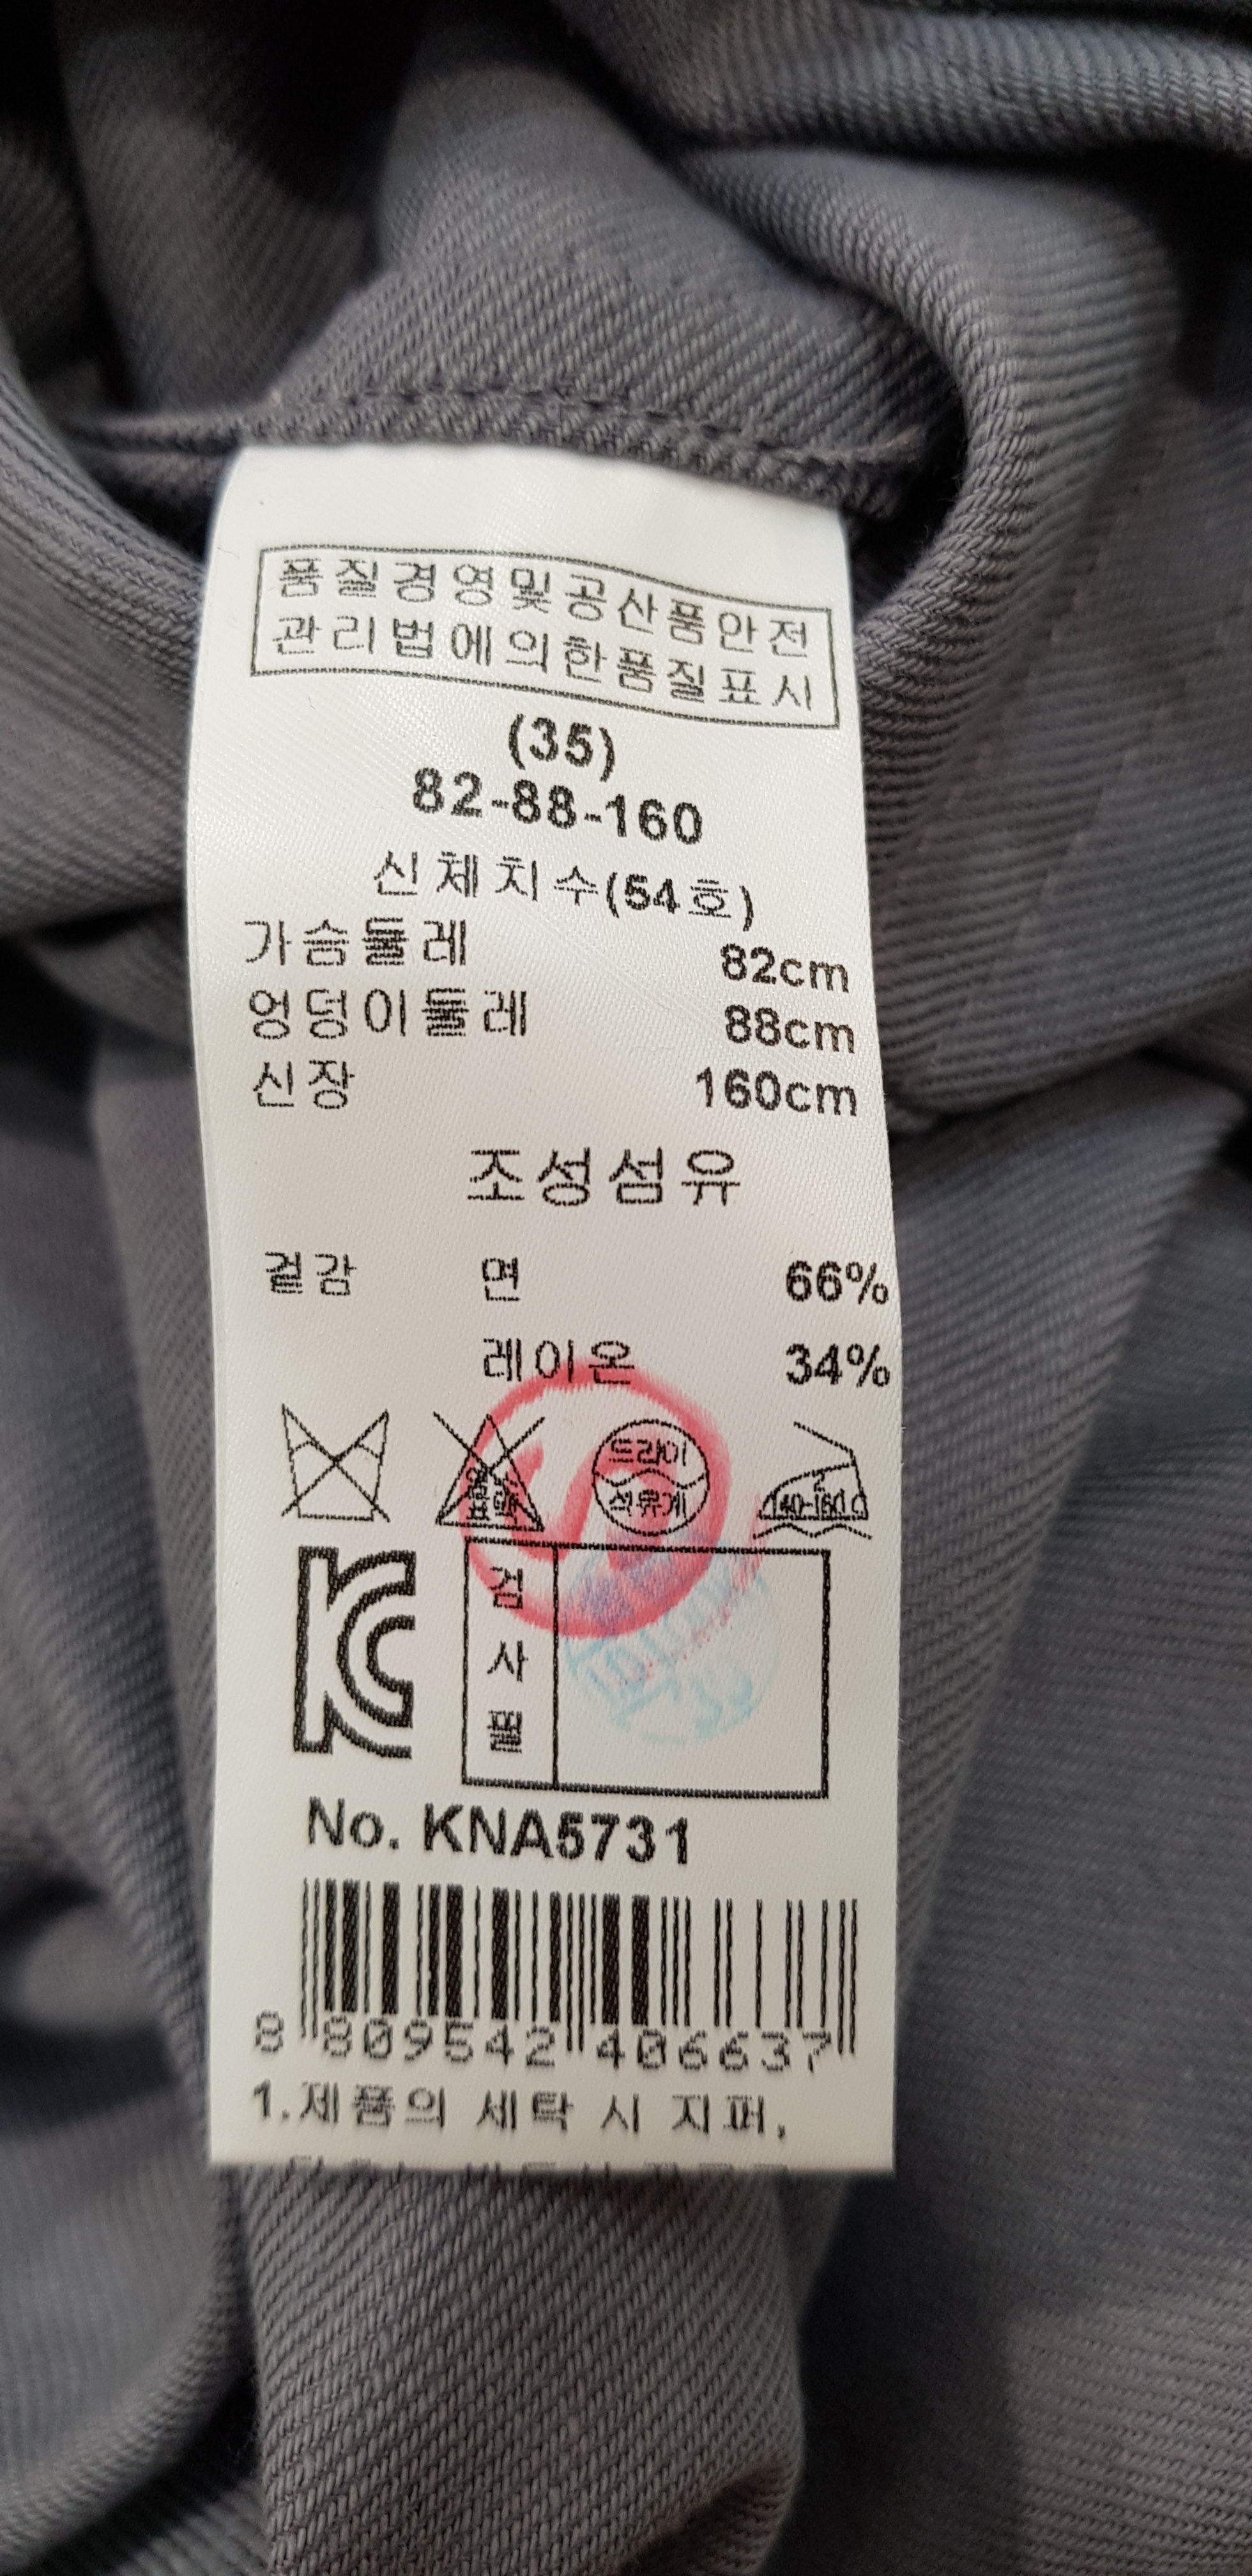 품질경영및공산품안전
관리법에의한품질표시
(35)
82-88-160
신체치수(54호)
가슴둘레 82cm
엉덩이둘레 88cm
신장 160cm
조성섬유
겉감 면 66%
레이온 34%
염소
표백
드라이
석유계
140-160℃
검
사
필
No. KNA5731
8 809542 406637
1.제품의 세탁 시 지퍼,